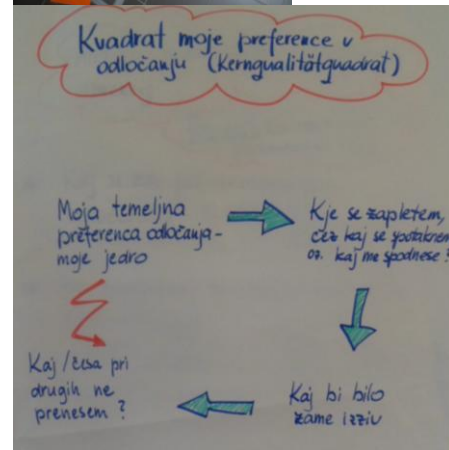 Kvadrat moje preference v
odločanju (Kernqualitätquadrat)
Moja temeljna
preferenca odločanja-
moje jedro
Kje se zapletem,
čez kaj se spotaknem
oz. kaj me spodnese?
Kaj bi bilo
zame izziv
Kaj /česa pri
drugih ne
prenesem?